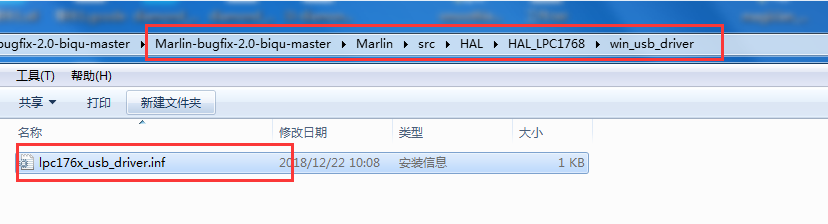 bugfix-2.0-biqu-master ▸ Marlin-bugfix-2.0-biqu-master ▸ Marlin ▸ src ▸ HAL ▸ HAL_LPC1768 ▸ win_usb_driver
工具(T) 帮助(H)
共享 打印 新建文件夹
名称 修改日期 类型 大小
lpc176x_usb_driver.inf 2018/12/22 10:08 安装信息 1 KB